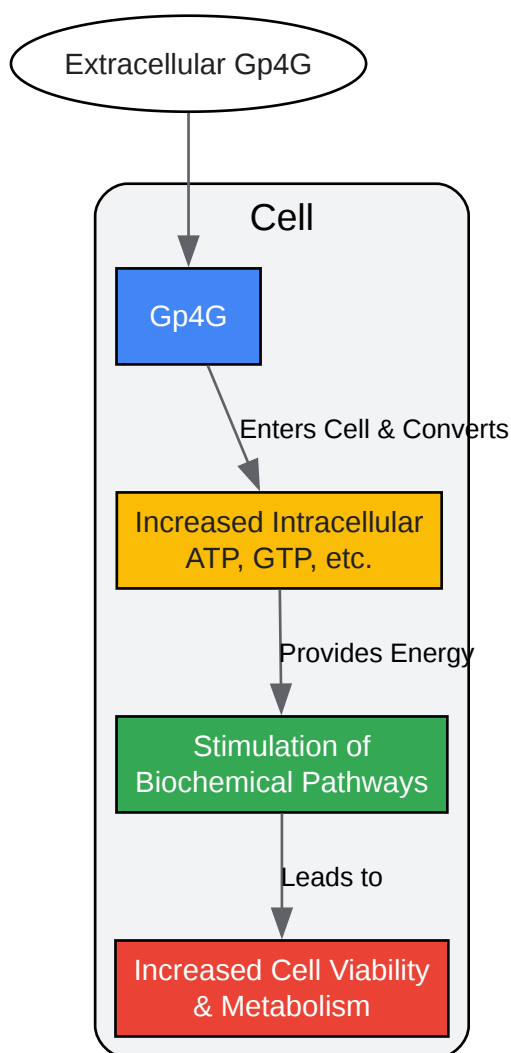 Extracellular Gp4G
Cell
Gp4G
Enters Cell & Converts
Increased Intracellular
ATP, GTP, etc.
Provides Energy
Stimulation of
Biochemical Pathways
Leads to
Increased Cell Viability
& Metabolism